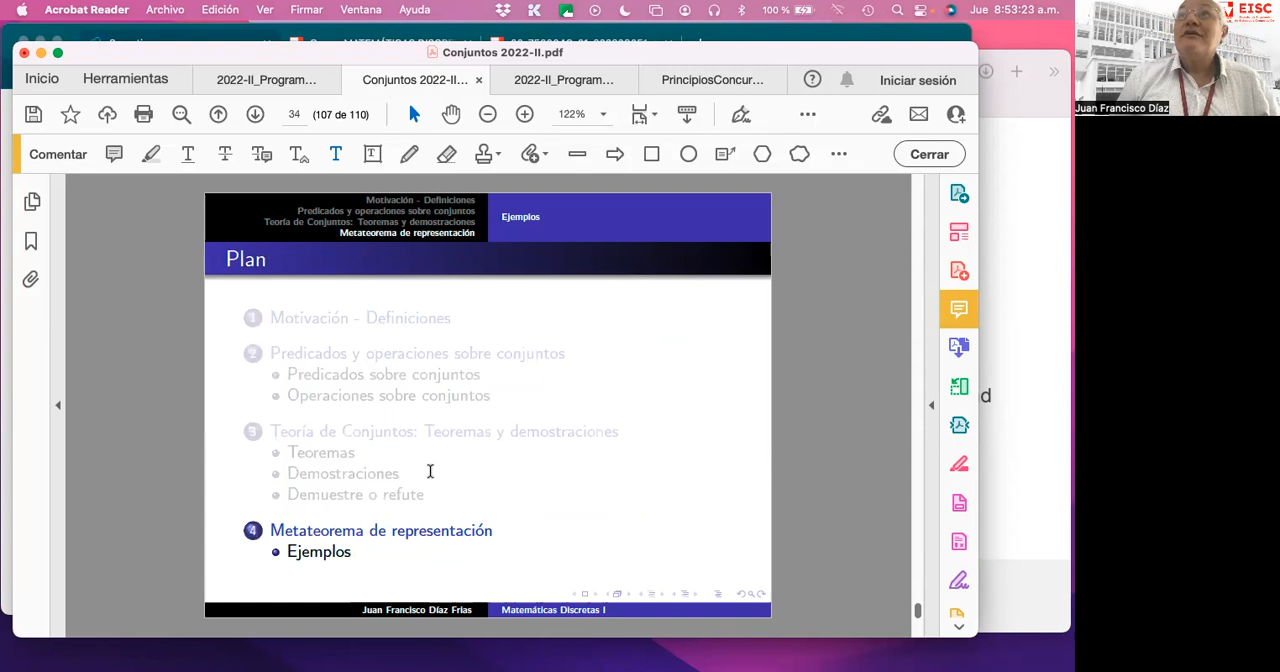 Acrobat Reader Archivo Edición Ver Firmar Ventana Ayuda 100 % Jue 8:53:23 a.m.
EISC
Conjuntos 2022-II.pdf
Inicio Herramientas 2022-II_Program... Conjuntos 2022-II... × 2022-II_Program... PrincipiosConcur... Iniciar sesión
Juan Francisco Díaz
34 (107 de 110) 122%
Comentar Cerrar
Motivación - Definiciones
Predicados y operaciones sobre conjuntos
Teoría de Conjuntos: Teoremas y demostraciones
Metateorema de representación
Ejemplos
Plan
1 Motivación - Definiciones
2 Predicados y operaciones sobre conjuntos
Predicados sobre conjuntos
Operaciones sobre conjuntos
3 Teoría de Conjuntos: Teoremas y demostraciones
Teoremas
Demostraciones
Demuestre o refute
4 Metateorema de representación
Ejemplos
Juan Francisco Díaz Frias Matemáticas Discretas I